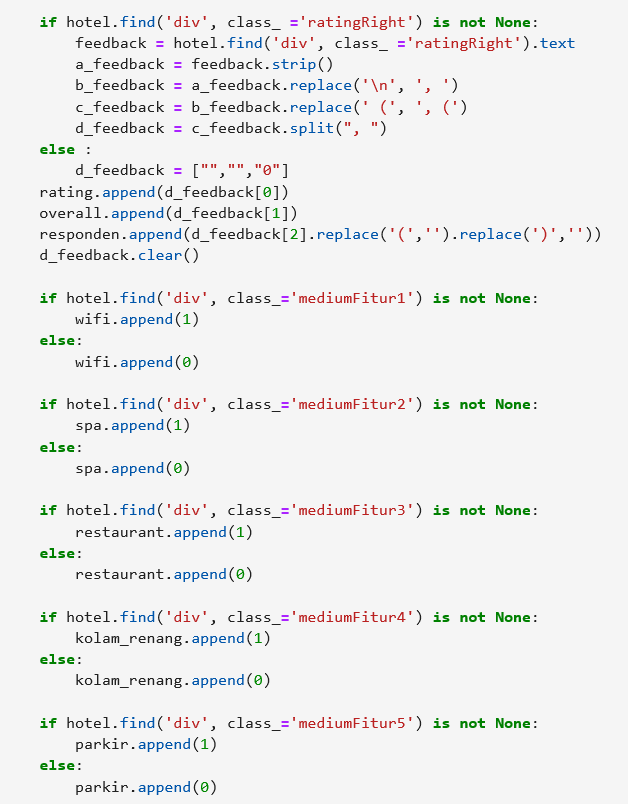 if hotel.find('div', class_ ='ratingRight') is not None:
    feedback = hotel.find('div', class_ ='ratingRight').text
    a_feedback = feedback.strip()
    b_feedback = a_feedback.replace('\n', ', ')
    c_feedback = b_feedback.replace(' (', ', (')
    d_feedback = c_feedback.split(", ")
else :
    d_feedback = ["","","0"]
rating.append(d_feedback[0])
overall.append(d_feedback[1])
responden.append(d_feedback[2].replace('(','').replace(')',''))
d_feedback.clear()

if hotel.find('div', class_='mediumFitur1') is not None:
    wifi.append(1)
else:
    wifi.append(0)

if hotel.find('div', class_='mediumFitur2') is not None:
    spa.append(1)
else:
    spa.append(0)

if hotel.find('div', class_='mediumFitur3') is not None:
    restaurant.append(1)
else:
    restaurant.append(0)

if hotel.find('div', class_='mediumFitur4') is not None:
    kolam_renang.append(1)
else:
    kolam_renang.append(0)

if hotel.find('div', class_='mediumFitur5') is not None:
    parkir.append(1)
else:
    parkir.append(0)